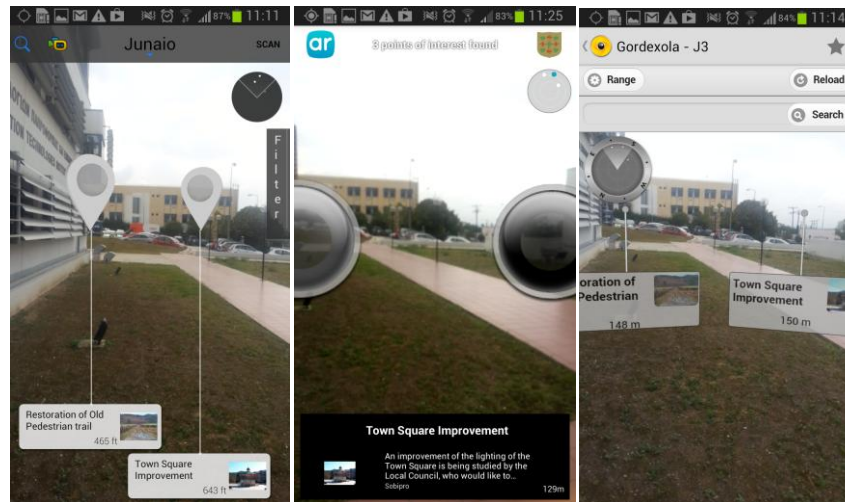 87% 11:11
Junaio
SCAN
Filter
Restoration of Old
Pedestrian trail
465 ft
Town Square
Improvement
643 ft
83% 11:25
ar
3 points of interest found
Town Square Improvement
An improvement of the lighting of the
Town Square is being studied by the
Local Council, who would like to...
Sebipro
129m
84% 11:14
Gordexola - J3
Range
Reload
Search
oration of
Pedestrian
148 m
Town Square
Improvement
150 m